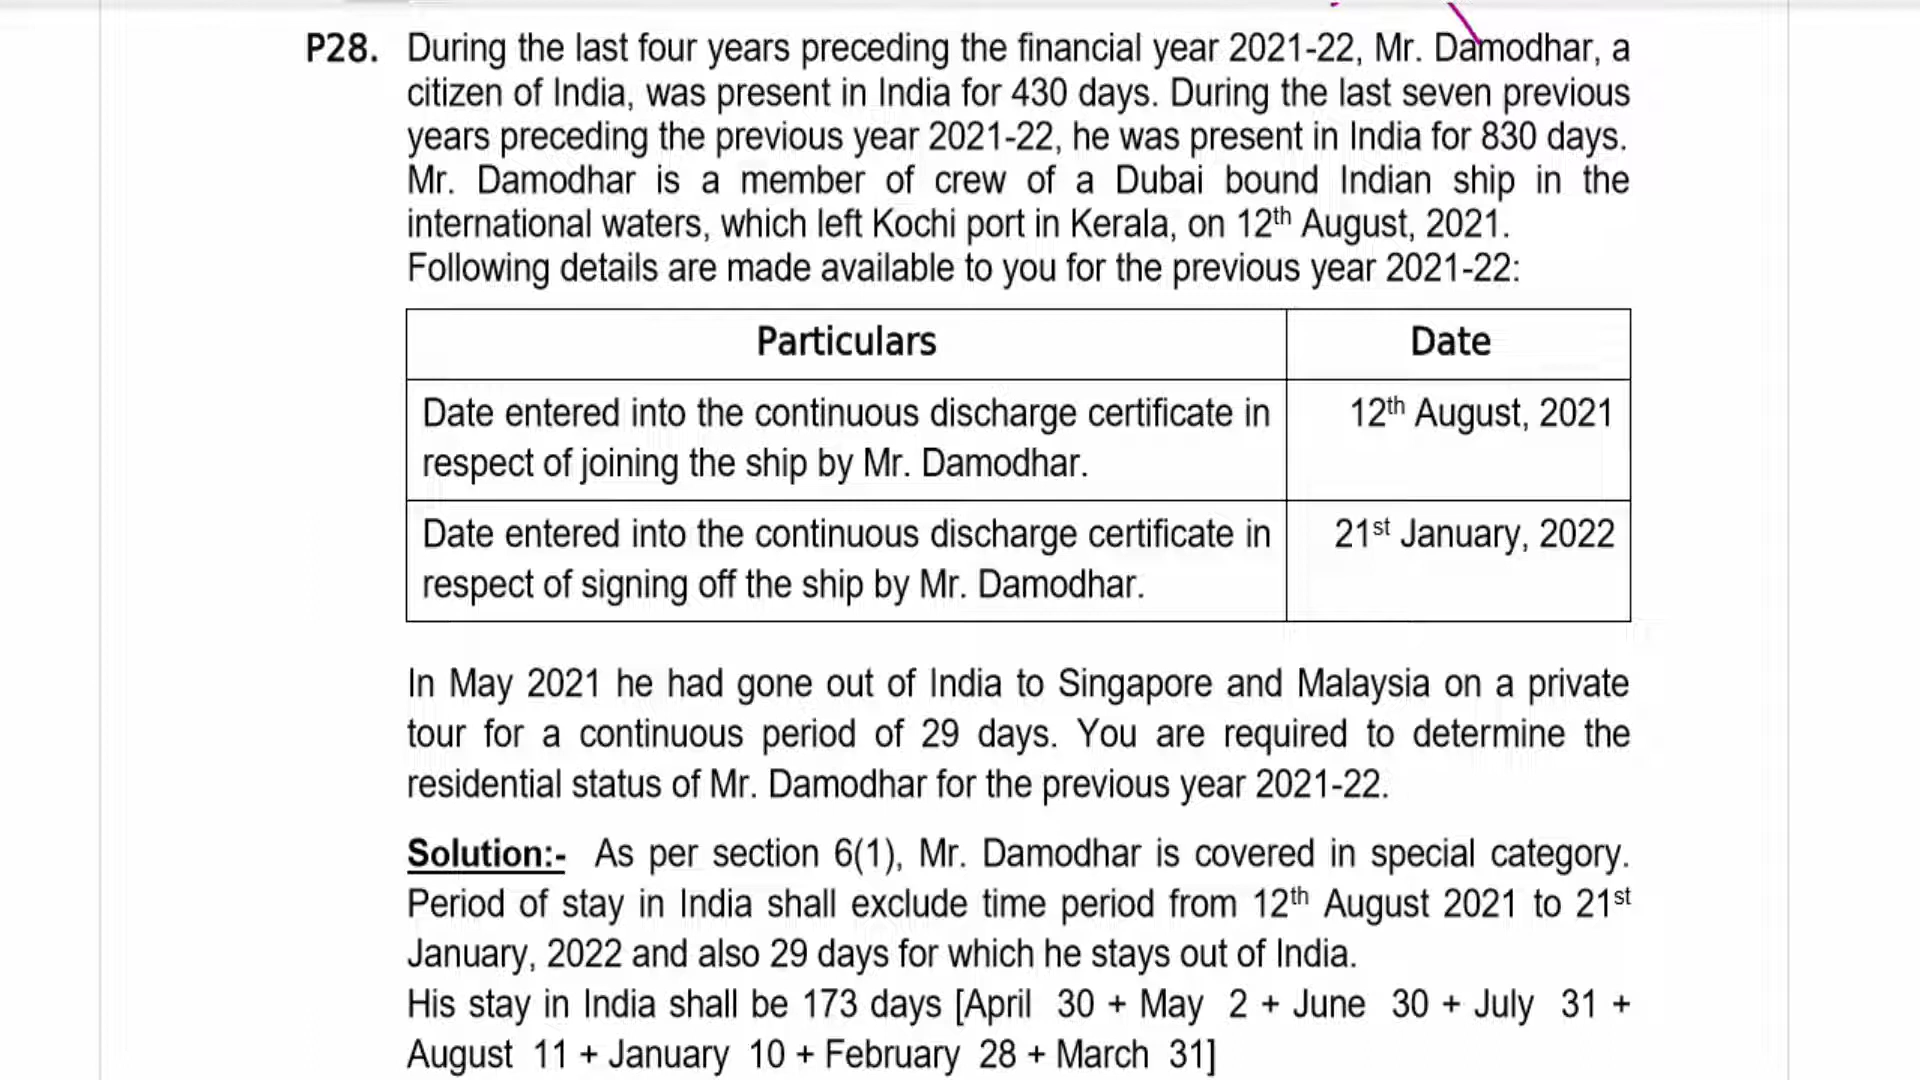 P28. During the last four years preceding the financial year 2021-22, Mr. Damodhar, a
citizen of India, was present in India for 430 days. During the last seven previous
years preceding the previous year 2021-22, he was present in India for 830 days.
Mr. Damodhar is a member of crew of a Dubai bound Indian ship in the
international waters, which left Kochi port in Kerala, on 12th August, 2021.
Following details are made available to you for the previous year 2021-22:
Particulars Date
Date entered into the continuous discharge certificate in 12th August, 2021
respect of joining the ship by Mr. Damodhar.
Date entered into the continuous discharge certificate in 21st January, 2022
respect of signing off the ship by Mr. Damodhar.
In May 2021 he had gone out of India to Singapore and Malaysia on a private
tour for a continuous period of 29 days. You are required to determine the
residential status of Mr. Damodhar for the previous year 2021-22.
Solution:- As per section 6(1), Mr. Damodhar is covered in special category.
Period of stay in India shall exclude time period from 12th August 2021 to 21st
January, 2022 and also 29 days for which he stays out of India.
His stay in India shall be 173 days [April 30 + May 2 + June 30 + July 31 +
August 11 + January 10 + February 28 + March 31]